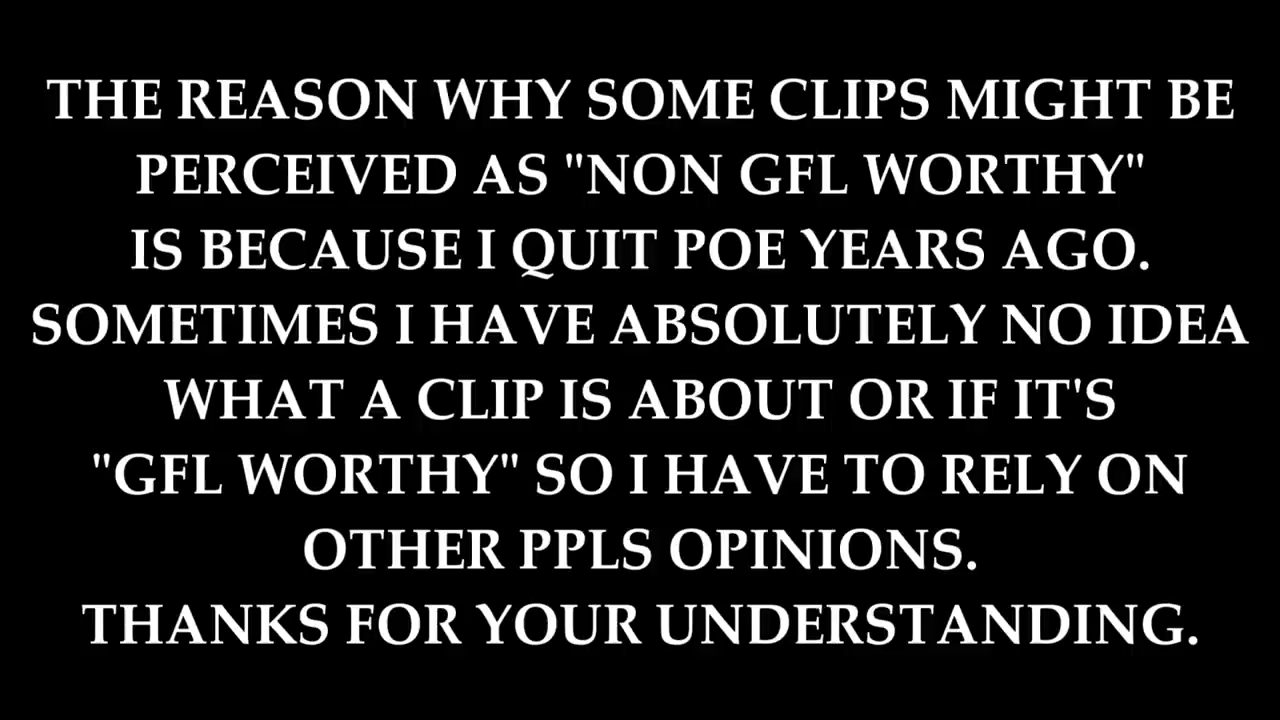 THE REASON WHY SOME CLIPS MIGHT BE
PERCEIVED AS "NON GFL WORTHY"
IS BECAUSE I QUIT POE YEARS AGO.
SOMETIMES I HAVE ABSOLUTELY NO IDEA
WHAT A CLIP IS ABOUT OR IF IT'S
"GFL WORTHY" SO I HAVE TO RELY ON
OTHER PPLS OPINIONS.
THANKS FOR YOUR UNDERSTANDING.